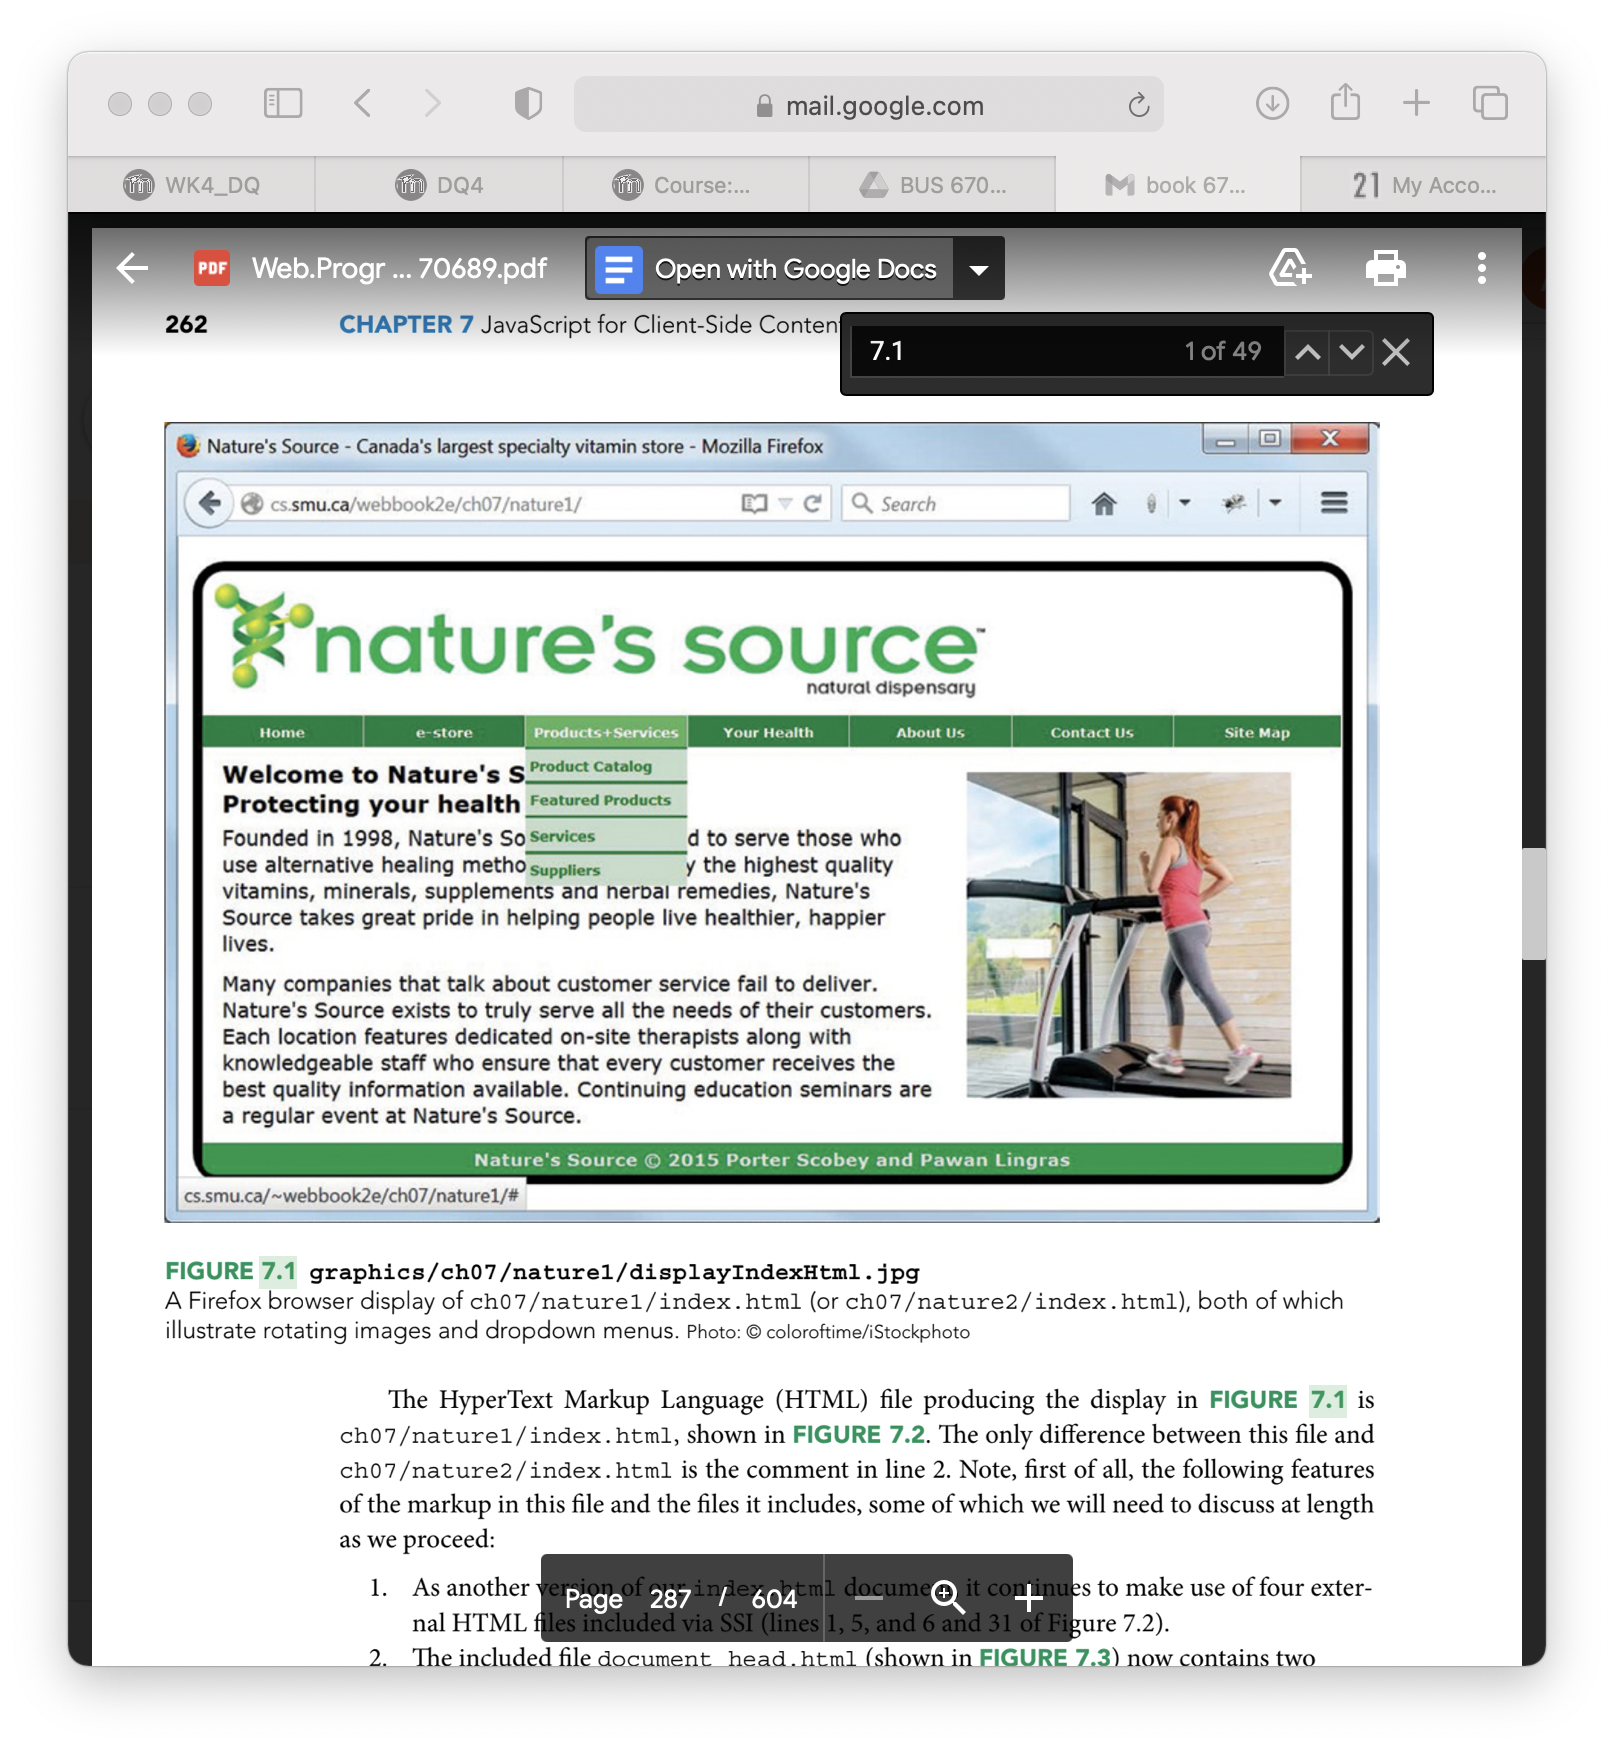 mail.google.com
WK4_DQ
DQ4
Course:...
BUS 670...
book 67...
21 My Acco...
PDF Web.Progr ... 70689.pdf
Open with Google Docs
262 CHAPTER 7 JavaScript for Client-Side Conten
7.1 1 of 49
Nature's Source - Canada's largest specialty vitamin store - Mozilla Firefox
cs.smu.ca/webbook2e/ch07/nature1/
Search
nature's source™
natural dispensary
Home e-store Products+Services Your Health About Us Contact Us Site Map
Product Catalog
Featured Products
Services
Suppliers
Welcome to Nature's S
Protecting your health
Founded in 1998, Nature's So d to serve those who
use alternative healing metho y the highest quality
vitamins, minerals, supplements and herbal remedies, Nature's
Source takes great pride in helping people live healthier, happier
lives.
Many companies that talk about customer service fail to deliver.
Nature's Source exists to truly serve all the needs of their customers.
Each location features dedicated on-site therapists along with
knowledgeable staff who ensure that every customer receives the
best quality information available. Continuing education seminars are
a regular event at Nature's Source.
Nature's Source © 2015 Porter Scobey and Pawan Lingras
cs.smu.ca/~webbook2e/ch07/nature1/#
FIGURE 7.1 graphics/ch07/nature1/displayIndexHtml.jpg
A Firefox browser display of ch07/nature1/index.html (or ch07/nature2/index.html), both of which
illustrate rotating images and dropdown menus. Photo: © coloroftime/iStockphoto
The HyperText Markup Language (HTML) file producing the display in FIGURE 7.1 is
ch07/nature1/index.html, shown in FIGURE 7.2. The only difference between this file and
ch07/nature2/index.html is the comment in line 2. Note, first of all, the following features
of the markup in this file and the files it includes, some of which we will need to discuss at length
as we proceed:
1. As another version of our index.html document, it continues to make use of four exter-
nal HTML files included via SSI (lines 1, 5, and 6 and 31 of Figure 7.2).
Page 287 / 604
2. The included file document_head.html (shown in FIGURE 7.3) now contains two